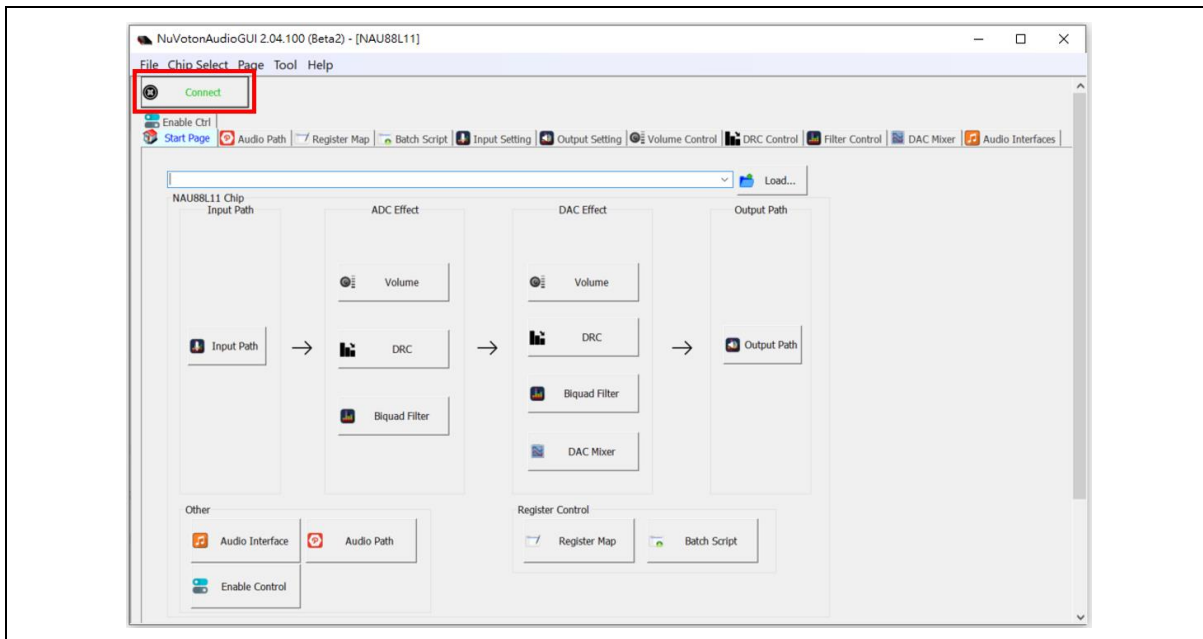 NuVotonAudioGUI 2.04.100 (Beta2) - [NAU88L11]
File Chip Select Page Tool Help
Connect
Enable Ctrl
Start Page Audio Path Register Map Batch Script Input Setting Output Setting Volume Control DRC Control Filter Control DAC Mixer Audio Interfaces
Load...
NAU88L11 Chip
Input Path ADC Effect DAC Effect Output Path
Volume Volume
Input Path DRC DRC Output Path
Biquad Filter Biquad Filter
DAC Mixer
Other Register Control
Audio Interface Audio Path Register Map Batch Script
Enable Control